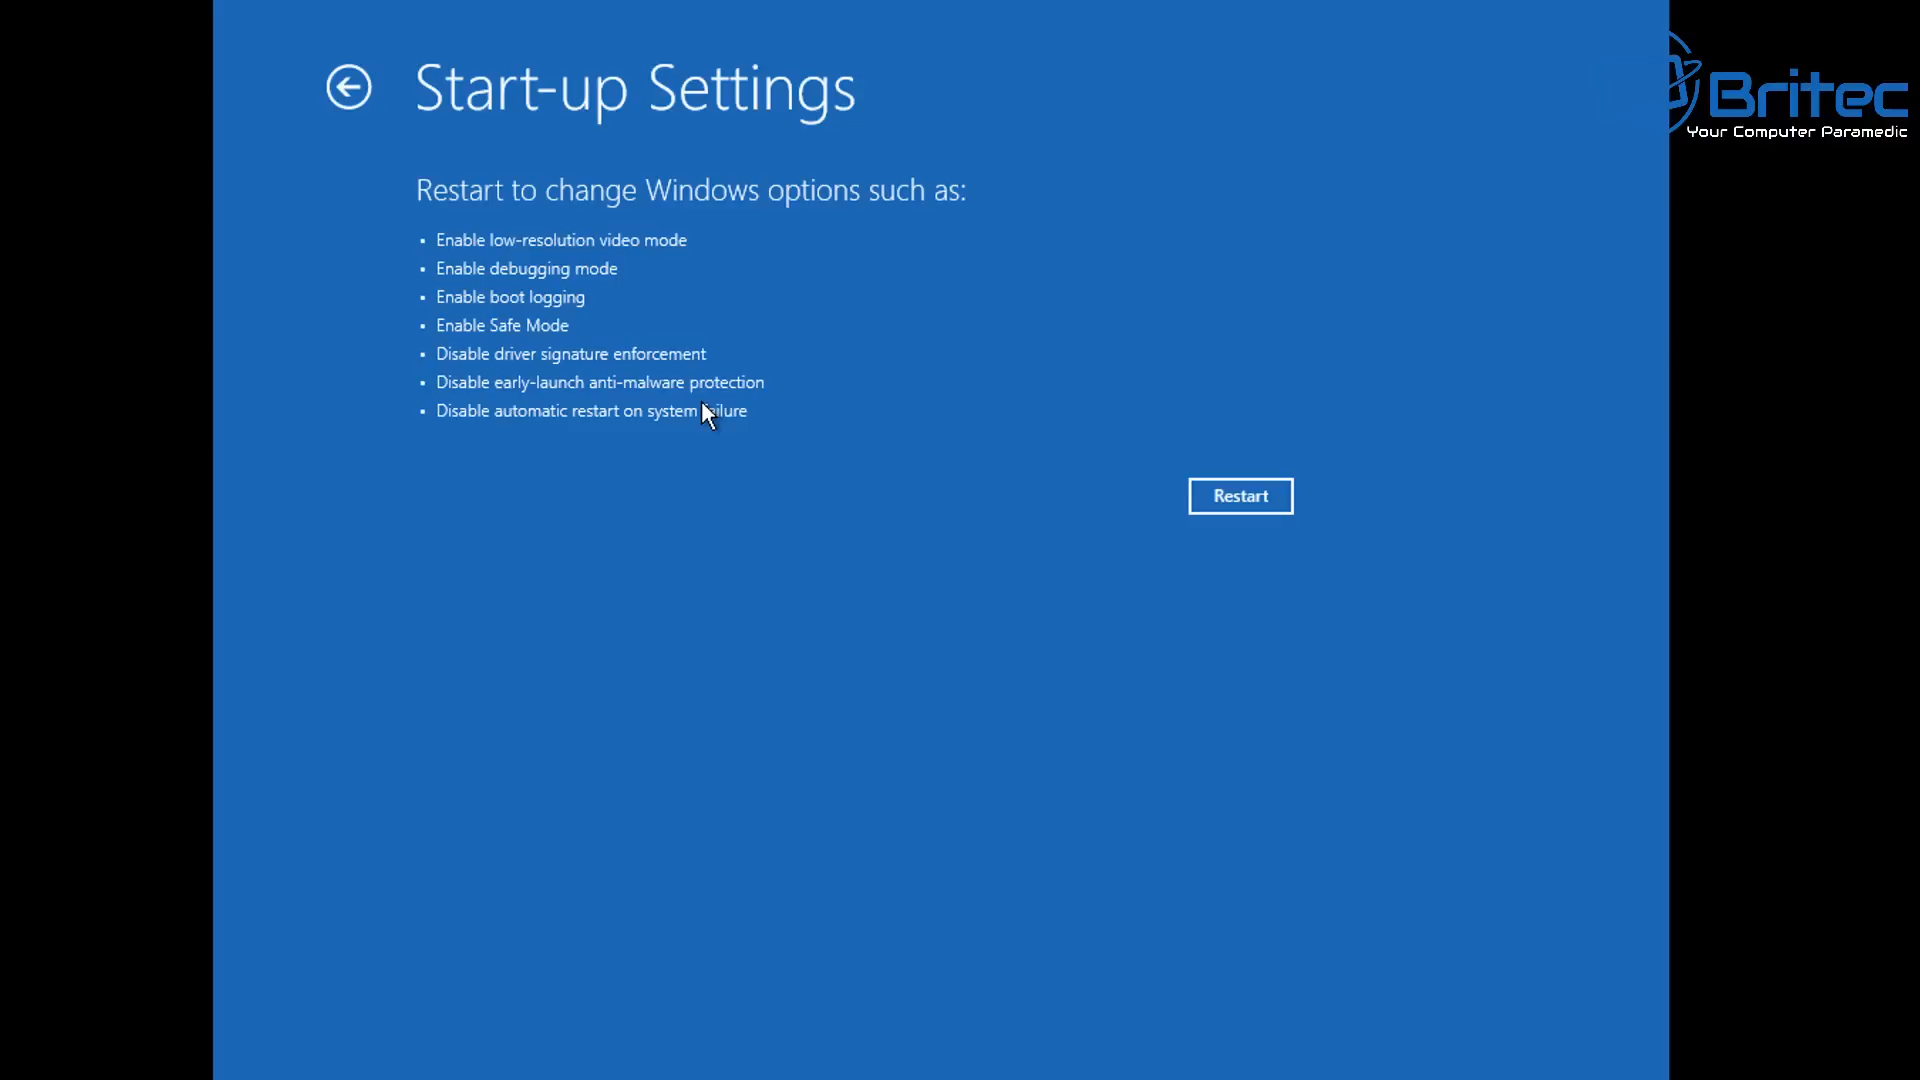 Start-up Settings
Britec
Your Computer Paramedic
Restart to change Windows options such as:
Enable low-resolution video mode
Enable debugging mode
Enable boot logging
Enable Safe Mode
Disable driver signature enforcement
Disable early-launch anti-malware protection
Disable automatic restart on system failure
Restart